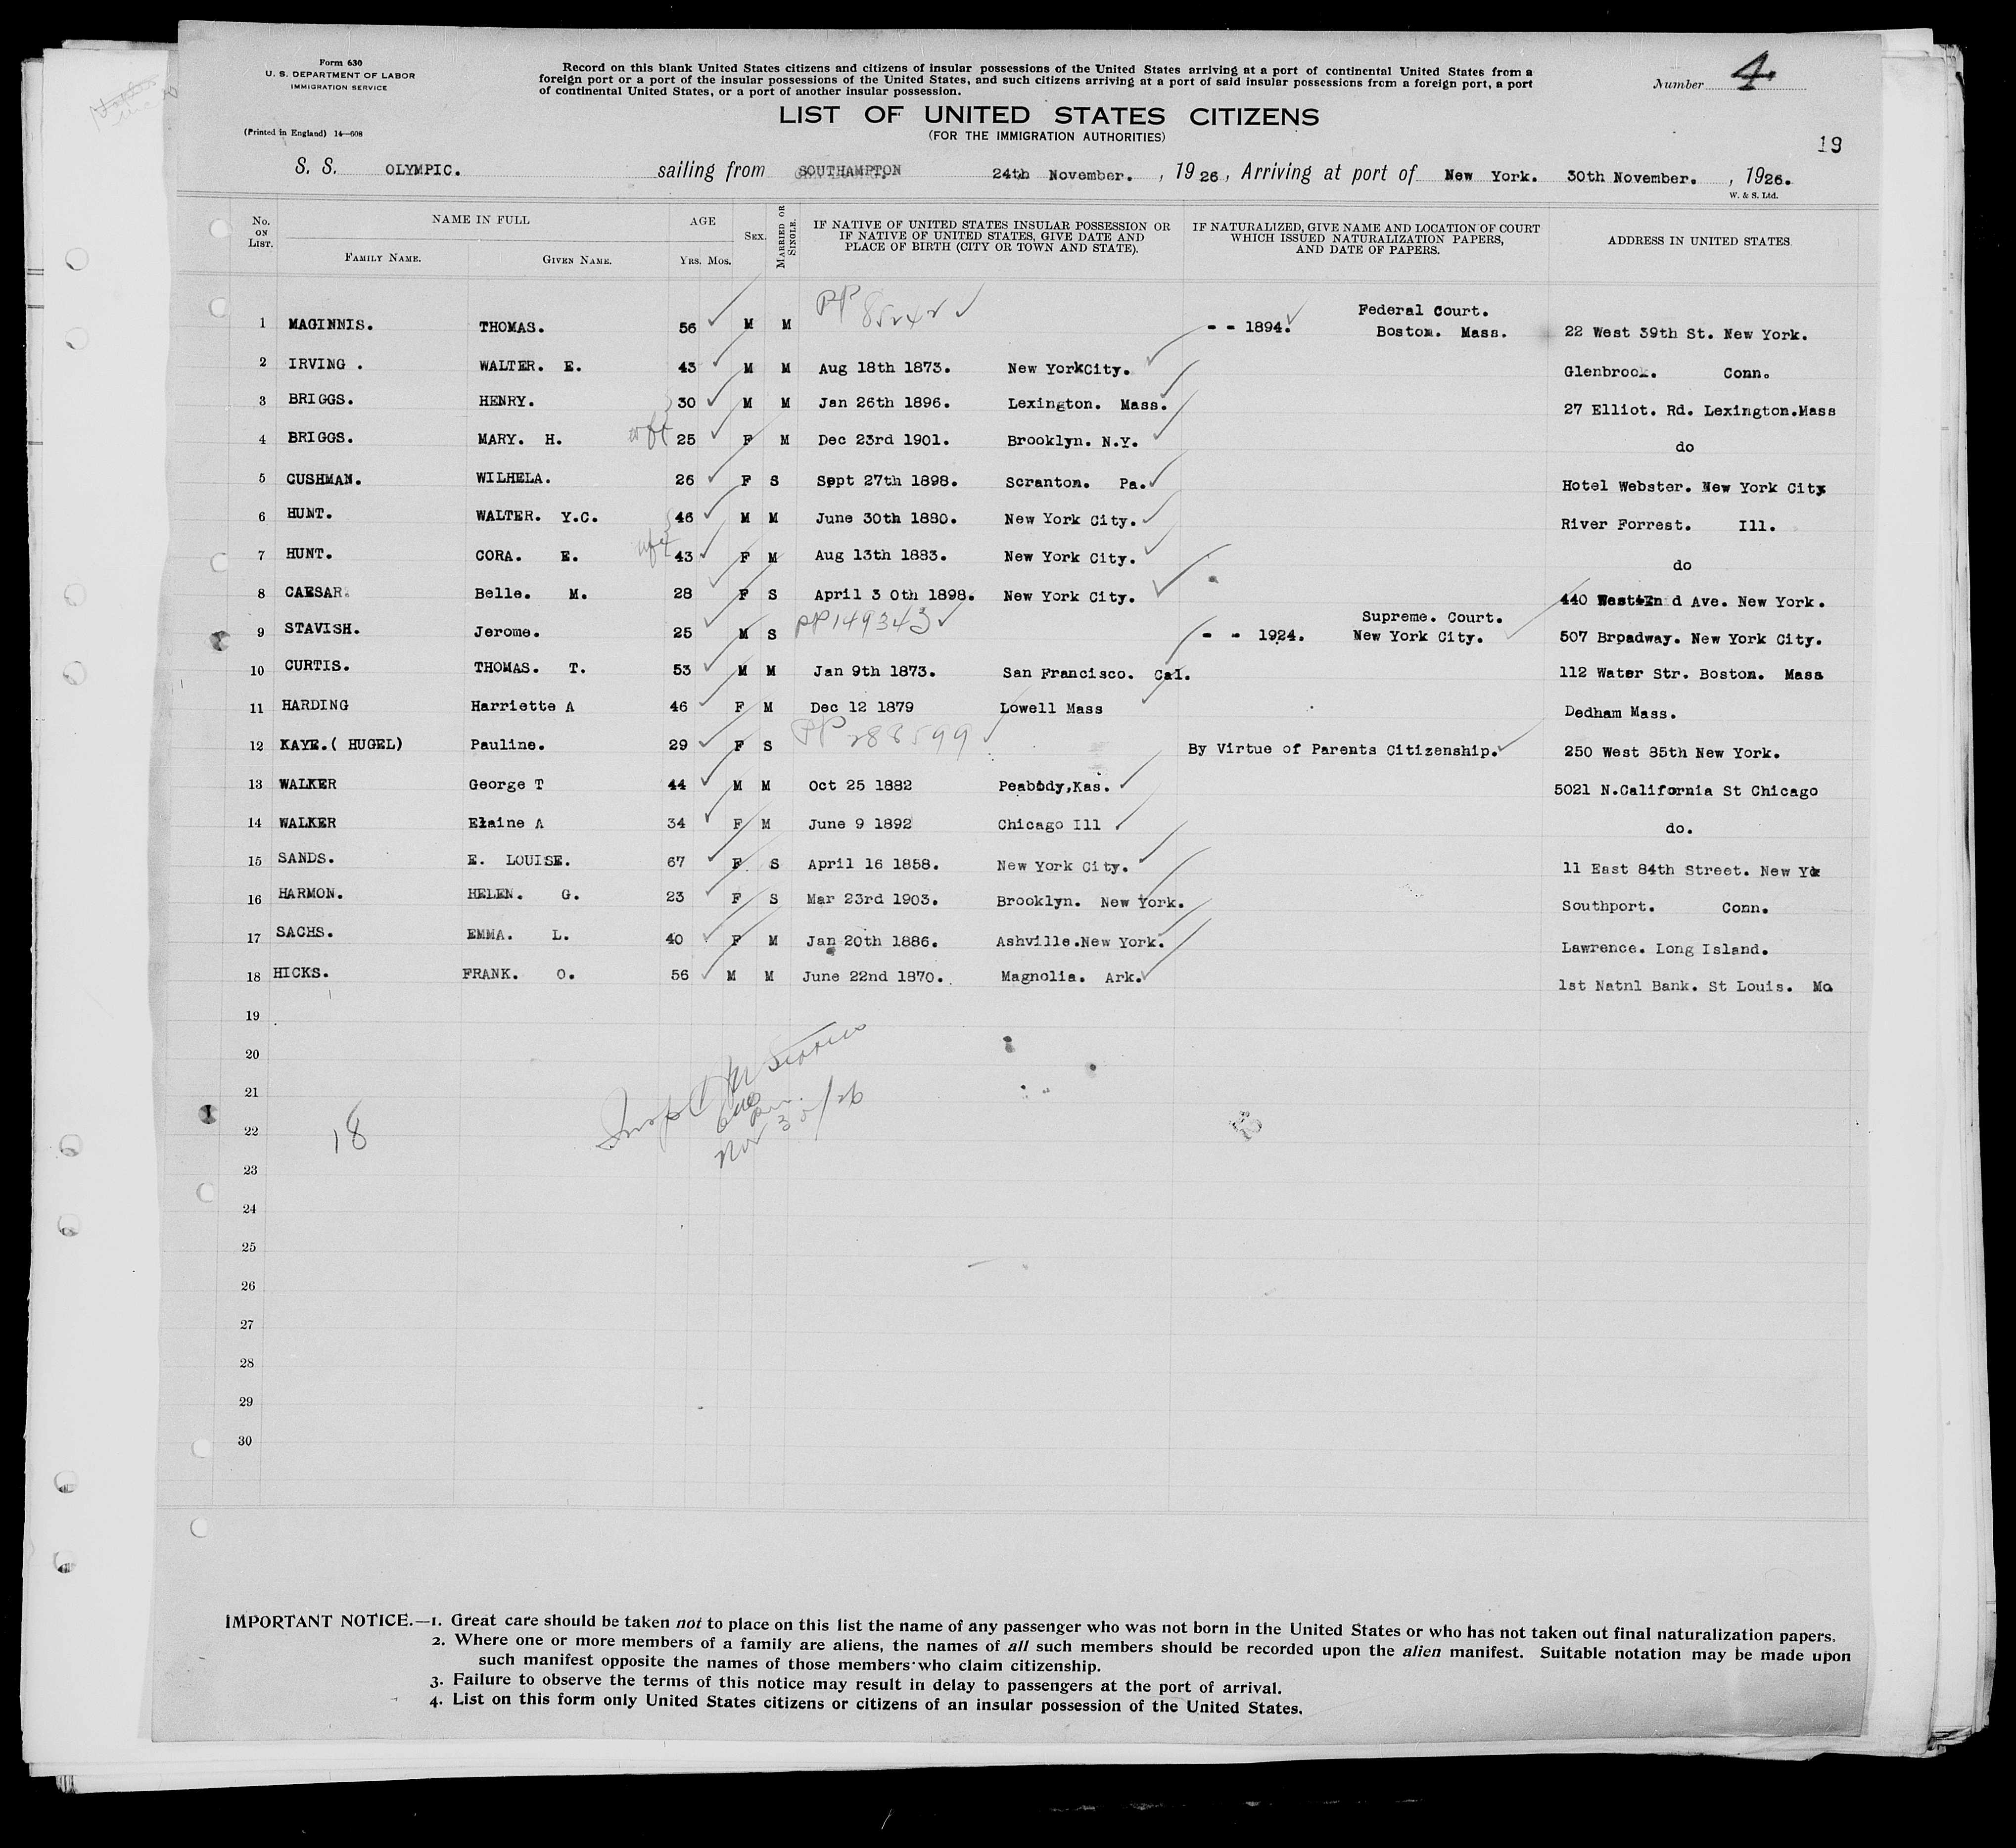 Form 630
U. S. DEPARTMENT OF LABOR
IMMIGRATION SERVICE
(Printed in England) 14—608
Record on this blank United States citizens and citizens of insular possessions of the United States arriving at a port of continental United States from a
foreign port or a port of the insular possessions of the United States, and such citizens arriving at a port of said insular possessions from a foreign port, a port
of continental United States, or a port of another insular possession.
Number 4
LIST OF UNITED STATES CITIZENS
(FOR THE IMMIGRATION AUTHORITIES)
19
S. S. OLYMPIC. sailing from SOUTHAMPTON 24th November. , 1926, Arriving at port of New York. 30th November. , 1926.
W. & S. Ltd.
No. ON LIST. NAME IN FULL FAMILY NAME. GIVEN NAME. AGE YRS. MOS. SEX. MARRIED OR SINGLE. IF NATIVE OF UNITED STATES INSULAR POSSESSION OR IF NATIVE OF UNITED STATES, GIVE DATE AND PLACE OF BIRTH (CITY OR TOWN AND STATE). IF NATURALIZED, GIVE NAME AND LOCATION OF COURT WHICH ISSUED NATURALIZATION PAPERS, AND DATE OF PAPERS. ADDRESS IN UNITED STATES.
1 MAGINNIS. THOMAS. 56 M M PP - - 1894. Federal Court. Boston. Mass. 22 West 39th St. New York.
2 IRVING . WALTER. E. 43 M M Aug 18th 1873. New YorkCity. Glenbrook. Conn.
3 BRIGGS. HENRY. 30 M M Jan 26th 1896. Lexington. Mass. 27 Elliot. Rd. Lexington.Mass
4 BRIGGS. MARY. H. 25 F M Dec 23rd 1901. Brooklyn. N.Y. do
5 CUSHMAN. WILHELA. 26 F S Sept 27th 1898. Scranton. Pa. Hotel Webster. New York City
6 HUNT. WALTER. Y.C. 46 M M June 30th 1880. New York City. River Forrest. Ill.
7 HUNT. CORA. E. 43 F M Aug 13th 1883. New York City. do
8 CAESAR. Belle. M. 28 F S April 3 0th 1898. New York City. 440 West End Ave. New York.
9 STAVISH. Jerome. 25 M S PP149343 - - 1924. Supreme. Court. New York City. 507 Brpadway. New York City.
10 CURTIS. THOMAS. T. 53 M M Jan 9th 1873. San Francisco. Cal. 112 Water Str. Boston. Mass
11 HARDING Harriette A 46 F M Dec 12 1879 Lowell Mass Dedham Mass.
12 KAYE.( HUGEL) Pauline. 29 F S PP 288599 By Virtue of Parents Citizenship. 250 West 85th New York.
13 WALKER George T 44 M M Oct 25 1882 Peabody,Kas. 5021 N.California St Chicago
14 WALKER Elaine A 34 F M June 9 1892 Chicago Ill do.
15 SANDS. E. LOUISE. 67 F S April 16 1858. New York City. 11 East 84th Street. New Yk
16 HARMON. HELEN. G. 23 F S Mar 23rd 1903. Brooklyn. New York. Southport. Conn.
17 SACHS. EMMA. L. 40 F M Jan 20th 1886. Ashville.New York. Lawrence. Long Island.
18 HICKS. FRANK. O. 56 M M June 22nd 1870. Magnolia. Ark. 1st Natnl Bank. St Louis. Mo
19
20
21
22
23
24
25
26
27
28
29
30
18
Nov 30/26
IMPORTANT NOTICE.—1. Great care should be taken not to place on this list the name of any passenger who was not born in the United States or who has not taken out final naturalization papers.
2. Where one or more members of a family are aliens, the names of all such members should be recorded upon the alien manifest. Suitable notation may be made upon
such manifest opposite the names of those members who claim citizenship.
3. Failure to observe the terms of this notice may result in delay to passengers at the port of arrival.
4. List on this form only United States citizens or citizens of an insular possession of the United States.